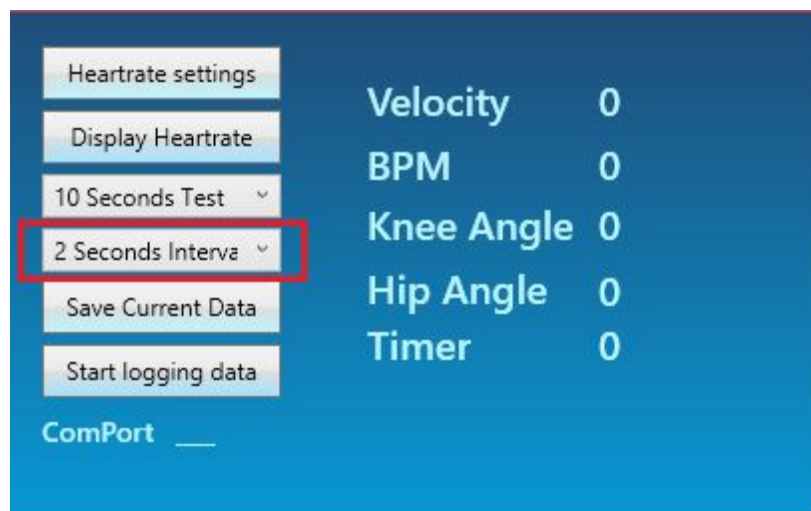 Heartrate settings
Display Heartrate
10 Seconds Test
2 Seconds Interva
Save Current Data
Start logging data
ComPort ___
Velocity 0
BPM 0
Knee Angle 0
Hip Angle 0
Timer 0